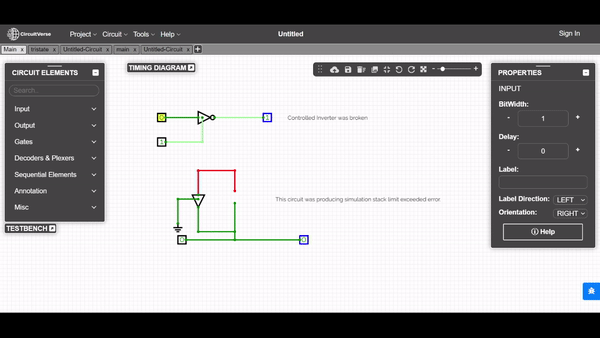 CircuitVerse
Project
Circuit
Tools
Help
Untitled
Sign In
Main x
tristate x
Untitled-Circuit x
main x
Untitled-Circuit x
CIRCUIT ELEMENTS
Search..
Input
Output
Gates
Decoders & Plexers
Sequential Elements
Annotation
Misc
TESTBENCH
TIMING DIAGRAM
0
1
1
Controlled Inverter was broken
This circuit was producing simulation stack limit exceeded error
PROPERTIES
INPUT
BitWidth:
- 1 +
Delay:
- 0 +
Label:
Label Direction: LEFT
Orientation: RIGHT
Help